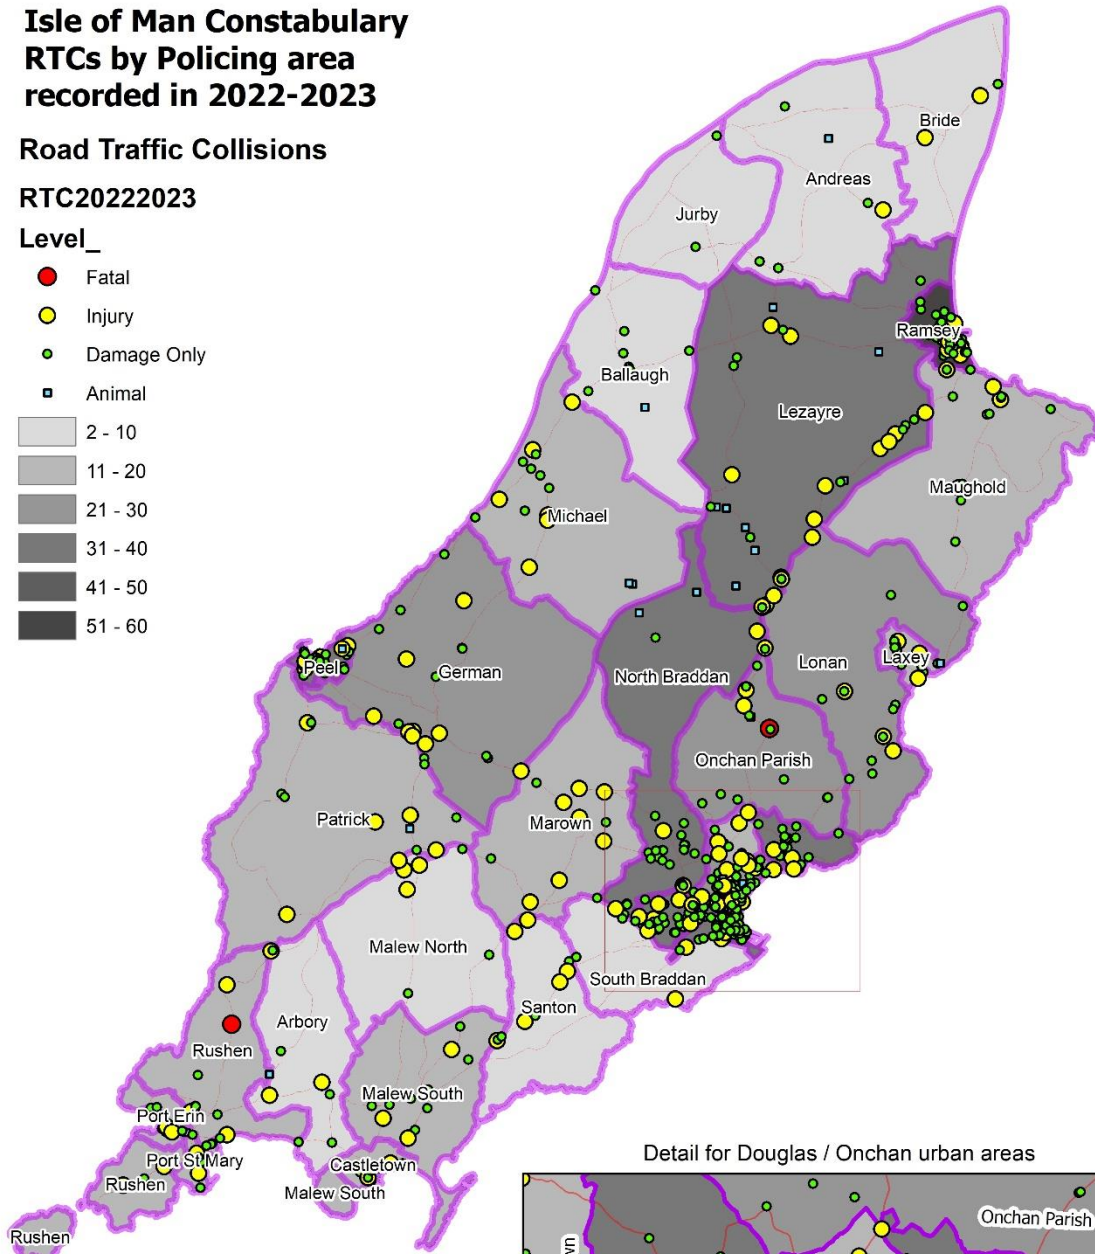 Isle of Man Constabulary
RTCs by Policing area
recorded in 2022-2023
Road Traffic Collisions
RTC20222023
Level_
Fatal
Injury
Damage Only
Animal
2 - 10
11 - 20
21 - 30
31 - 40
41 - 50
51 - 60
Bride
Andreas
Jurby
Ramsey
Ballaugh
Lezayre
Maughold
Michael
Peel
German
North Braddan
Lonan
Laxey
Onchan Parish
Patrick
Marown
Malew North
South Braddan
Santon
Arbory
Rushen
Malew South
Port Erin
Port St Mary
Castletown
Rushen
Malew South
Rushen
Detail for Douglas / Onchan urban areas
Onchan Parish